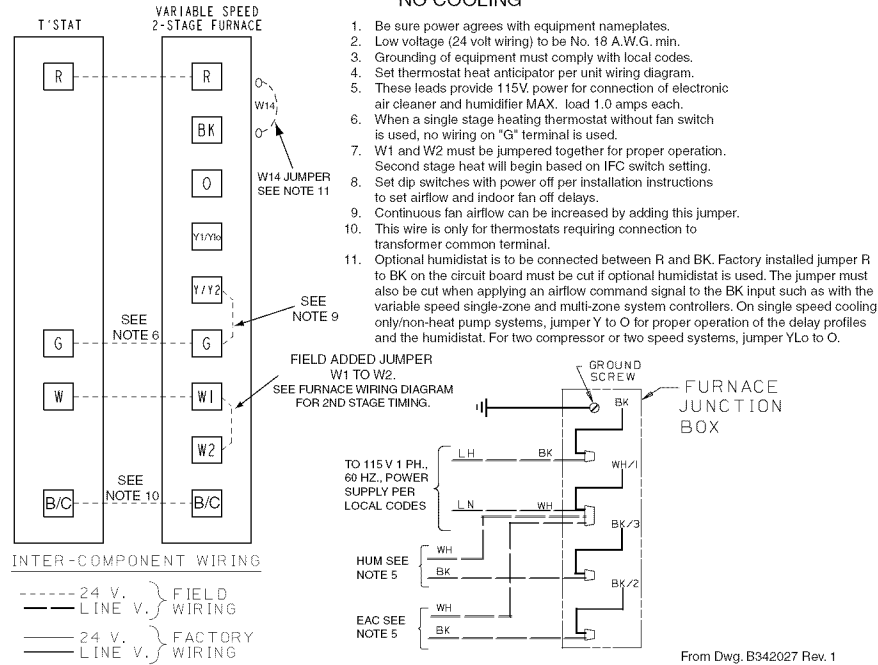 NO COOLING
T'STAT
VARIABLE SPEED
2-STAGE FURNACE
R
R
W14
BK
W14 JUMPER
SEE NOTE 11
O
Y1/Ylo
Y/Y2
SEE
NOTE 9
SEE
NOTE 6
G
G
FIELD ADDED JUMPER
W1 TO W2.
SEE FURNACE WIRING DIAGRAM
FOR 2ND STAGE TIMING.
W
W1
W2
SEE
NOTE 10
B/C
B/C
INTER-COMPONENT WIRING
24 V.
LINE V.
FIELD
WIRING
24 V.
LINE V.
FACTORY
WIRING
1. Be sure power agrees with equipment nameplates.
2. Low voltage (24 volt wiring) to be No. 18 A.W.G. min.
3. Grounding of equipment must comply with local codes.
4. Set thermostat heat anticipator per unit wiring diagram.
5. These leads provide 115V. power for connection of electronic
air cleaner and humidifier MAX. load 1.0 amps each.
6. When a single stage heating thermostat without fan switch
is used, no wiring on "G" terminal is used.
7. W1 and W2 must be jumpered together for proper operation.
Second stage heat will begin based on IFC switch setting.
8. Set dip switches with power off per installation instructions
to set airflow and indoor fan off delays.
9. Continuous fan airflow can be increased by adding this jumper.
10. This wire is only for thermostats requiring connection to
transformer common terminal.
11. Optional humidistat is to be connected between R and BK. Factory installed jumper R
to BK on the circuit board must be cut if optional humidistat is used. The jumper must
also be cut when applying an airflow command signal to the BK input such as with the
variable speed single-zone and multi-zone system controllers. On single speed cooling
only/non-heat pump systems, jumper Y to O for proper operation of the delay profiles
and the humidistat. For two compressor or two speed systems, jumper YLo to O.
GROUND
SCREW
FURNACE
JUNCTION
BOX
BK
LH
BK
WH/1
TO 115 V 1 PH.,
60 HZ., POWER
SUPPLY PER
LOCAL CODES
LN
WH
BK/3
HUM SEE
NOTE 5
WH
BK
BK/2
EAC SEE
NOTE 5
WH
BK
From Dwg. B342027 Rev. 1